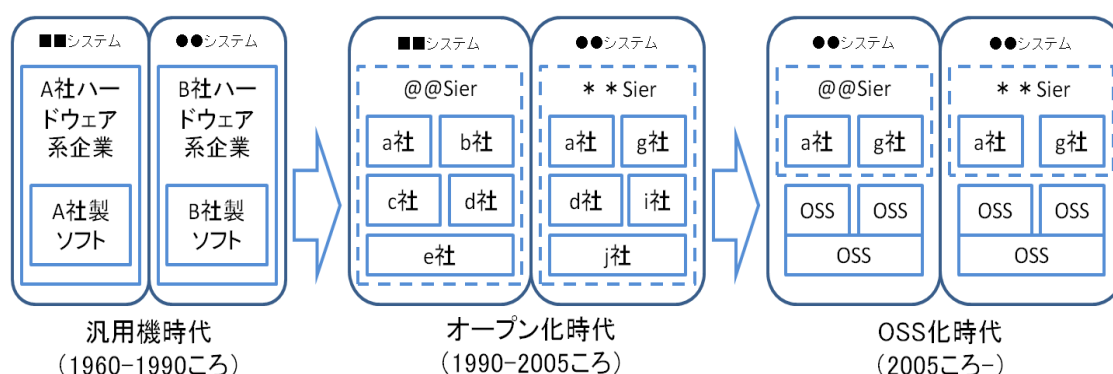 ■■システム
A社ハー
ドウェア
系企業
A社製
ソフト
●●システム
B社ハー
ドウェア
系企業
B社製
ソフト
汎用機時代
(1960-1990ころ)
■■システム
@@Sier
a社
b社
c社
d社
e社
●●システム
＊＊Sier
a社
g社
d社
i社
j社
オープン化時代
(1990-2005ころ)
●●システム
@@Sier
a社
g社
OSS
OSS
OSS
●●システム
＊＊Sier
a社
g社
OSS
OSS
OSS
OSS化時代
(2005ころ-)